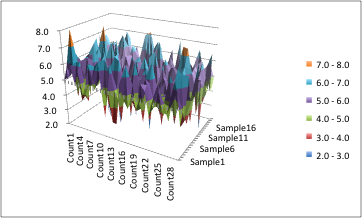 8.0
7.0
6.0
5.0
4.0
3.0
2.0
Count1
Count4
Count7
Count10
Count13
Count16
Count19
Count22
Count25
Count28
Sample16
Sample11
Sample6
Sample1
7.0 - 8.0
6.0 - 7.0
5.0 - 6.0
4.0 - 5.0
3.0 - 4.0
2.0 - 3.0